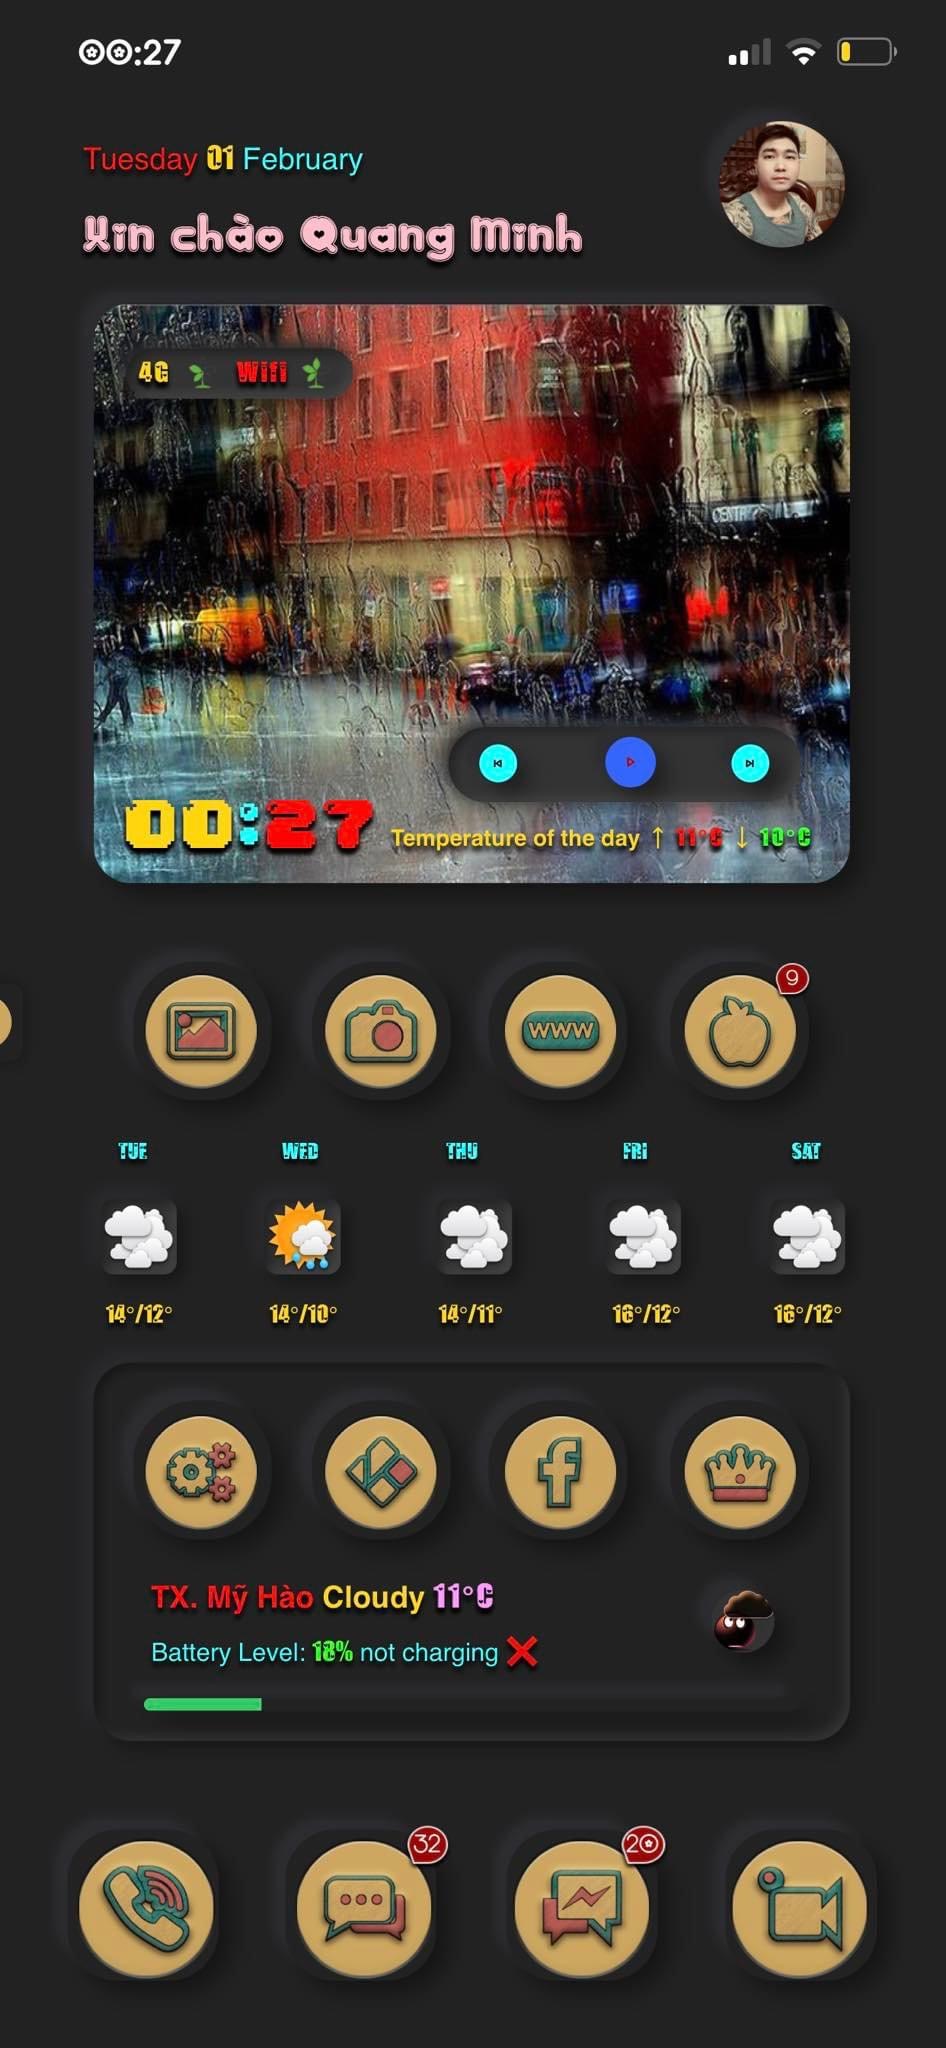 00:27
Tuesday 01 February
Xin chào Quang Minh
4G Wifi
00:27 Temperature of the day ↑ 11°C ↓ 10°C
www
9
TUE WED THU FRI SAT
14°/12° 14°/10° 14°/11° 16°/12° 16°/12°
TX. Mỹ Hào Cloudy 11°C
Battery Level: 18% not charging ❌
32 20